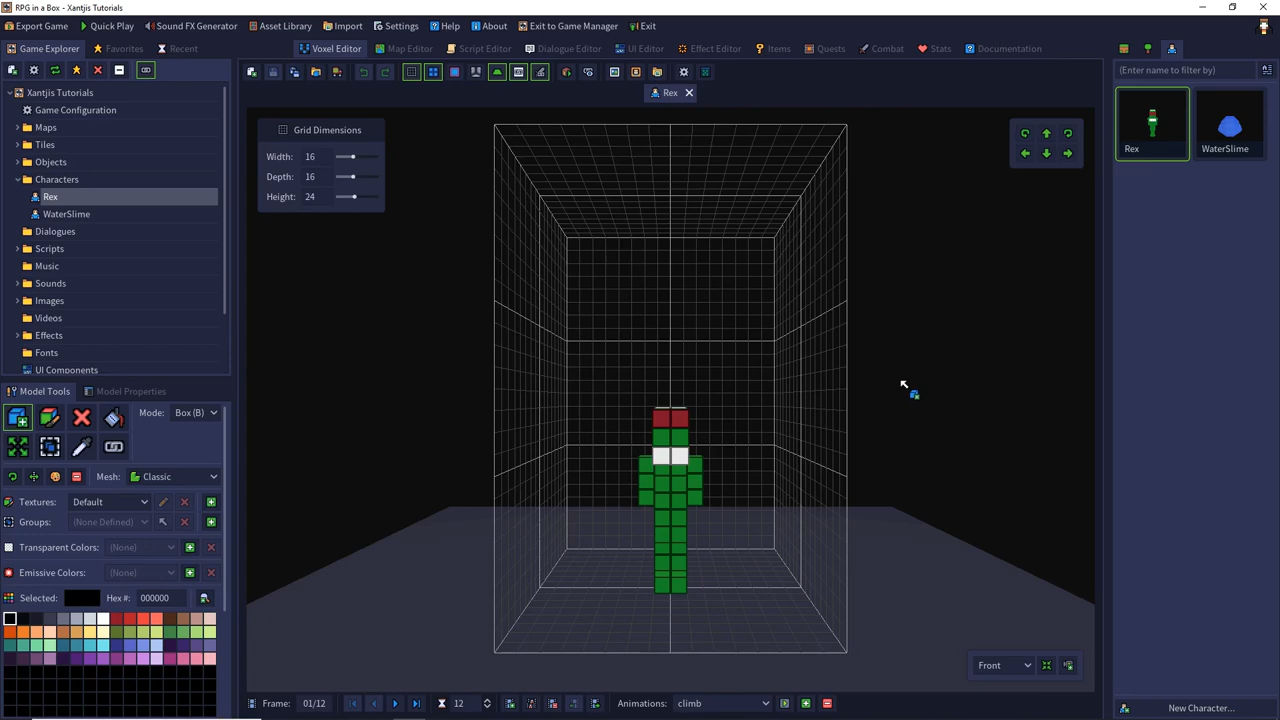 RPG in a Box - Xantjis Tutorials
Export Game Quick Play Sound FX Generator Asset Library Import Settings Help About Exit to Game Manager Exit
Game Explorer Favorites Recent
Voxel Editor Map Editor Script Editor Dialogue Editor UI Editor Effect Editor Items Quests Combat Stats Documentation
(Enter name to filter by)
Rex
Xantjis Tutorials
Game Configuration
Maps
Tiles
Objects
Characters
Rex
WaterSlime
Dialogues
Scripts
Music
Sounds
Images
Videos
Effects
Fonts
UI Components
Grid Dimensions
Width: 16
Depth: 16
Height: 24
Rex
WaterSlime
Model Tools Model Properties
Mode: Box (B)
Mesh: Classic
Textures: Default
Groups: (None Defined)
Transparent Colors: (None)
Emissive Colors: (None)
Selected: Hex #: 000000
Front
Frame: 01/12 12 Animations: climb
New Character...